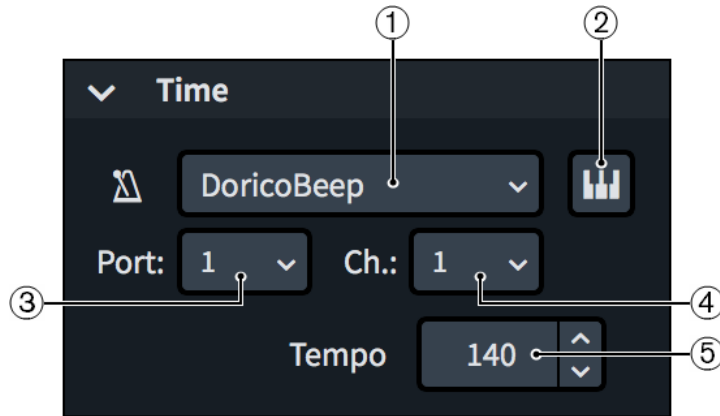 ① ②
Time
DoricoBeep
Port: 1 Ch.: 1
③ ④
Tempo 140 ⑤